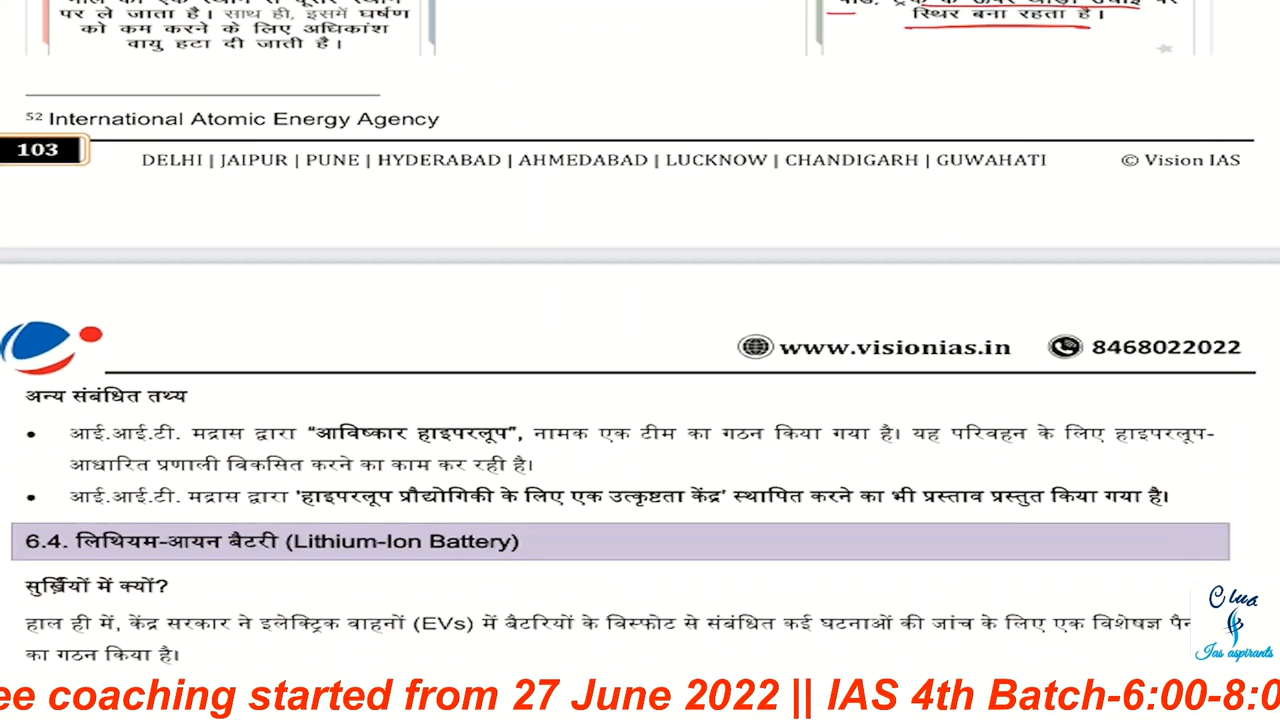 पर ले जाता है। साथ ही, इसमें घर्षण
को कम करने के लिए अधिकांश
वायु हटा दी जाती है।
स्थिर बना रहता है।
52 International Atomic Energy Agency
103
DELHI | JAIPUR | PUNE | HYDERABAD | AHMEDABAD | LUCKNOW | CHANDIGARH | GUWAHATI
© Vision IAS
www.visionias.in
8468022022
अन्य संबंधित तथ्य
• आई.आई.टी. मद्रास द्वारा "आविष्कार हाइपरलूप", नामक एक टीम का गठन किया गया है। यह परिवहन के लिए हाइपरलूप-
आधारित प्रणाली विकसित करने का काम कर रही है।
• आई.आई.टी. मद्रास द्वारा 'हाइपरलूप प्रौद्योगिकी के लिए एक उत्कृष्टता केंद्र' स्थापित करने का भी प्रस्ताव प्रस्तुत किया गया है।
6.4. लिथियम-आयन बैटरी (Lithium-Ion Battery)
सुर्ख़ियों में क्यों?
हाल ही में, केंद्र सरकार ने इलेक्ट्रिक वाहनों (EVs) में बैटरियों के विस्फोट से संबंधित कई घटनाओं की जांच के लिए एक विशेषज्ञ पैन
का गठन किया है।
Clua
Ias aspirants
ee coaching started from 27 June 2022 || IAS 4th Batch-6:00-8:0